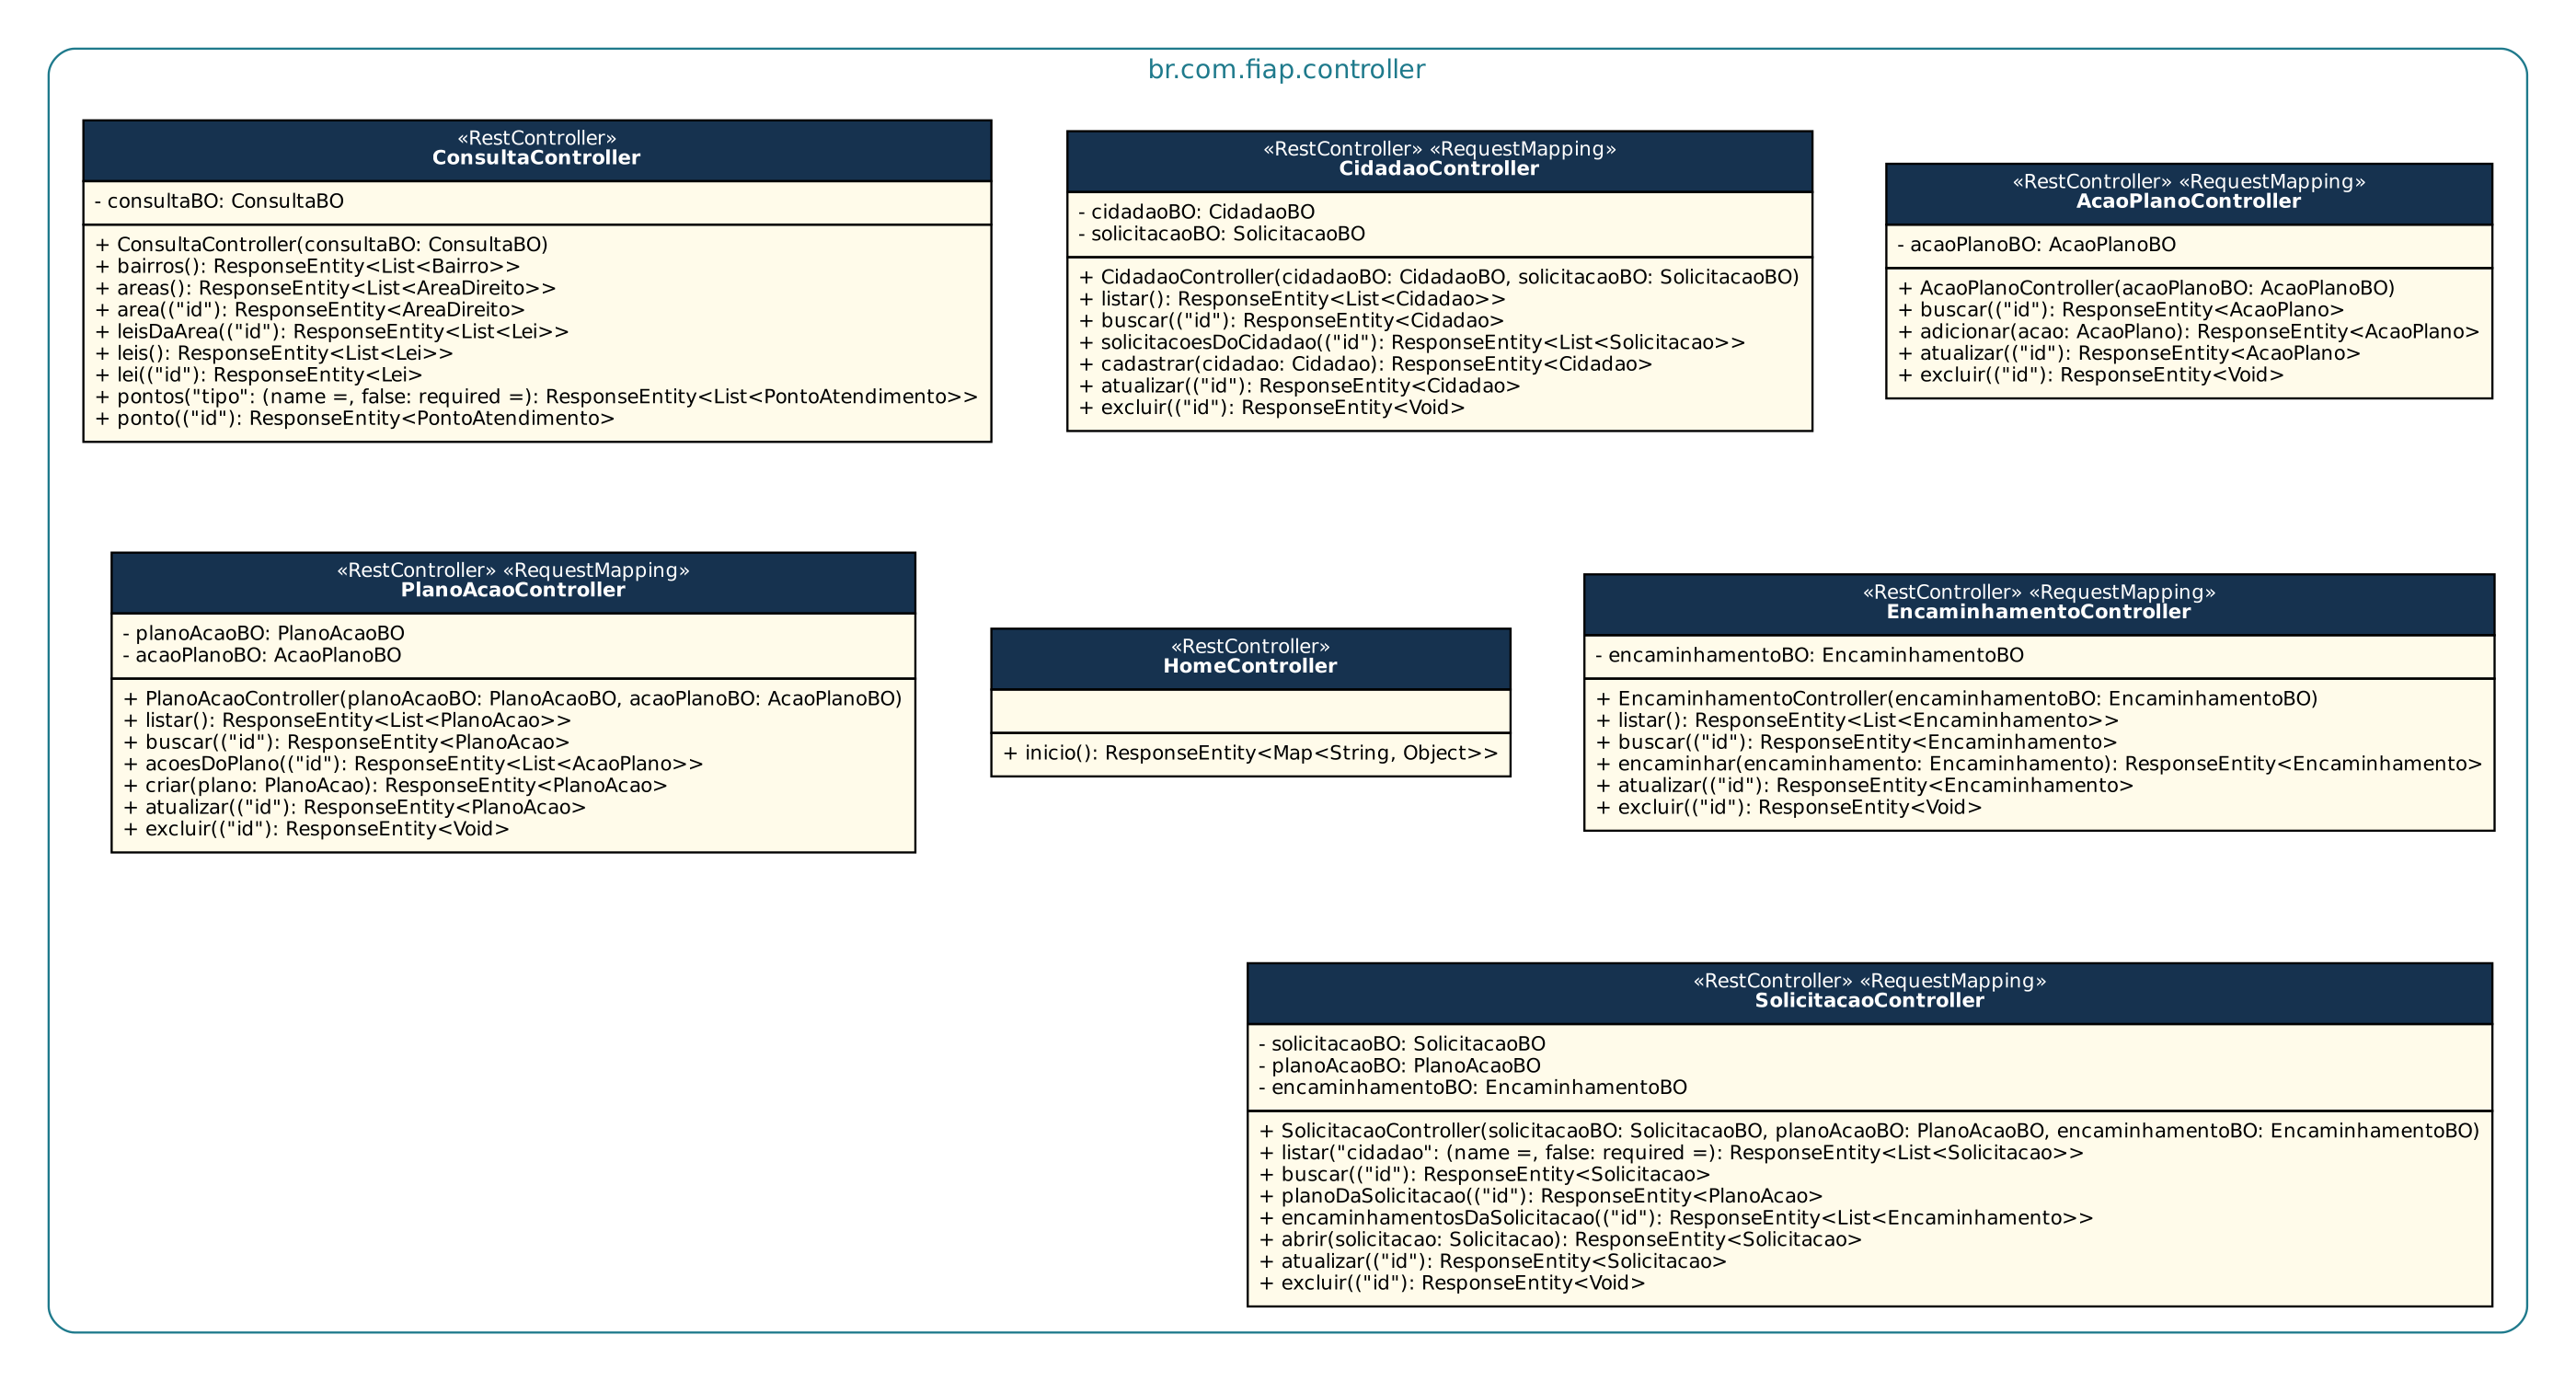 br.com.fiap.controller
«RestController»
ConsultaController
- consultaBO: ConsultaBO
+ ConsultaController(consultaBO: ConsultaBO)
+ bairros(): ResponseEntity<List<Bairro>>
+ areas(): ResponseEntity<List<AreaDireito>>
+ area(("id"): ResponseEntity<AreaDireito>
+ leisDaArea(("id"): ResponseEntity<List<Lei>>
+ leis(): ResponseEntity<List<Lei>>
+ lei(("id"): ResponseEntity<Lei>
+ pontos("tipo": (name =, false: required =): ResponseEntity<List<PontoAtendimento>>
+ ponto(("id"): ResponseEntity<PontoAtendimento>
«RestController» «RequestMapping»
CidadaoController
- cidadaoBO: CidadaoBO
- solicitacaoBO: SolicitacaoBO
+ CidadaoController(cidadaoBO: CidadaoBO, solicitacaoBO: SolicitacaoBO)
+ listar(): ResponseEntity<List<Cidadao>>
+ buscar(("id"): ResponseEntity<Cidadao>
+ solicitacoesDoCidadao(("id"): ResponseEntity<List<Solicitacao>>
+ cadastrar(cidadao: Cidadao): ResponseEntity<Cidadao>
+ atualizar(("id"): ResponseEntity<Cidadao>
+ excluir(("id"): ResponseEntity<Void>
«RestController» «RequestMapping»
AcaoPlanoController
- acaoPlanoBO: AcaoPlanoBO
+ AcaoPlanoController(acaoPlanoBO: AcaoPlanoBO)
+ buscar(("id"): ResponseEntity<AcaoPlano>
+ adicionar(acao: AcaoPlano): ResponseEntity<AcaoPlano>
+ atualizar(("id"): ResponseEntity<AcaoPlano>
+ excluir(("id"): ResponseEntity<Void>
«RestController» «RequestMapping»
PlanoAcaoController
- planoAcaoBO: PlanoAcaoBO
- acaoPlanoBO: AcaoPlanoBO
+ PlanoAcaoController(planoAcaoBO: PlanoAcaoBO, acaoPlanoBO: AcaoPlanoBO)
+ listar(): ResponseEntity<List<PlanoAcao>>
+ buscar(("id"): ResponseEntity<PlanoAcao>
+ acoesDoPlano(("id"): ResponseEntity<List<AcaoPlano>>
+ criar(plano: PlanoAcao): ResponseEntity<PlanoAcao>
+ atualizar(("id"): ResponseEntity<PlanoAcao>
+ excluir(("id"): ResponseEntity<Void>
«RestController»
HomeController
+ inicio(): ResponseEntity<Map<String, Object>>
«RestController» «RequestMapping»
EncaminhamentoController
- encaminhamentoBO: EncaminhamentoBO
+ EncaminhamentoController(encaminhamentoBO: EncaminhamentoBO)
+ listar(): ResponseEntity<List<Encaminhamento>>
+ buscar(("id"): ResponseEntity<Encaminhamento>
+ encaminhar(encaminhamento: Encaminhamento): ResponseEntity<Encaminhamento>
+ atualizar(("id"): ResponseEntity<Encaminhamento>
+ excluir(("id"): ResponseEntity<Void>
«RestController» «RequestMapping»
SolicitacaoController
- solicitacaoBO: SolicitacaoBO
- planoAcaoBO: PlanoAcaoBO
- encaminhamentoBO: EncaminhamentoBO
+ SolicitacaoController(solicitacaoBO: SolicitacaoBO, planoAcaoBO: PlanoAcaoBO, encaminhamentoBO: EncaminhamentoBO)
+ listar("cidadao": (name =, false: required =): ResponseEntity<List<Solicitacao>>
+ buscar(("id"): ResponseEntity<Solicitacao>
+ planoDaSolicitacao(("id"): ResponseEntity<PlanoAcao>
+ encaminhamentosDaSolicitacao(("id"): ResponseEntity<List<Encaminhamento>>
+ abrir(solicitacao: Solicitacao): ResponseEntity<Solicitacao>
+ atualizar(("id"): ResponseEntity<Solicitacao>
+ excluir(("id"): ResponseEntity<Void>